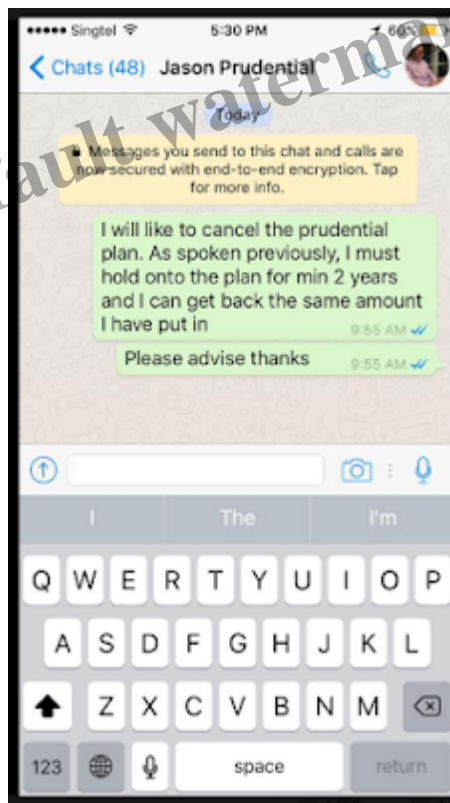 Singtel 5:30 PM 60%
Chats (48) Jason Prudential
Today
Messages you send to this chat and calls are
now secured with end-to-end encryption. Tap
for more info.
I will like to cancel the prudential
plan. As spoken previously, I must
hold onto the plan for min 2 years
and I can get back the same amount
I have put in
9:55 AM
Please advise thanks 9:55 AM
I The I'm
Q W E R T Y U I O P
A S D F G H J K L
Z X C V B N M
123 space return
ault watermar